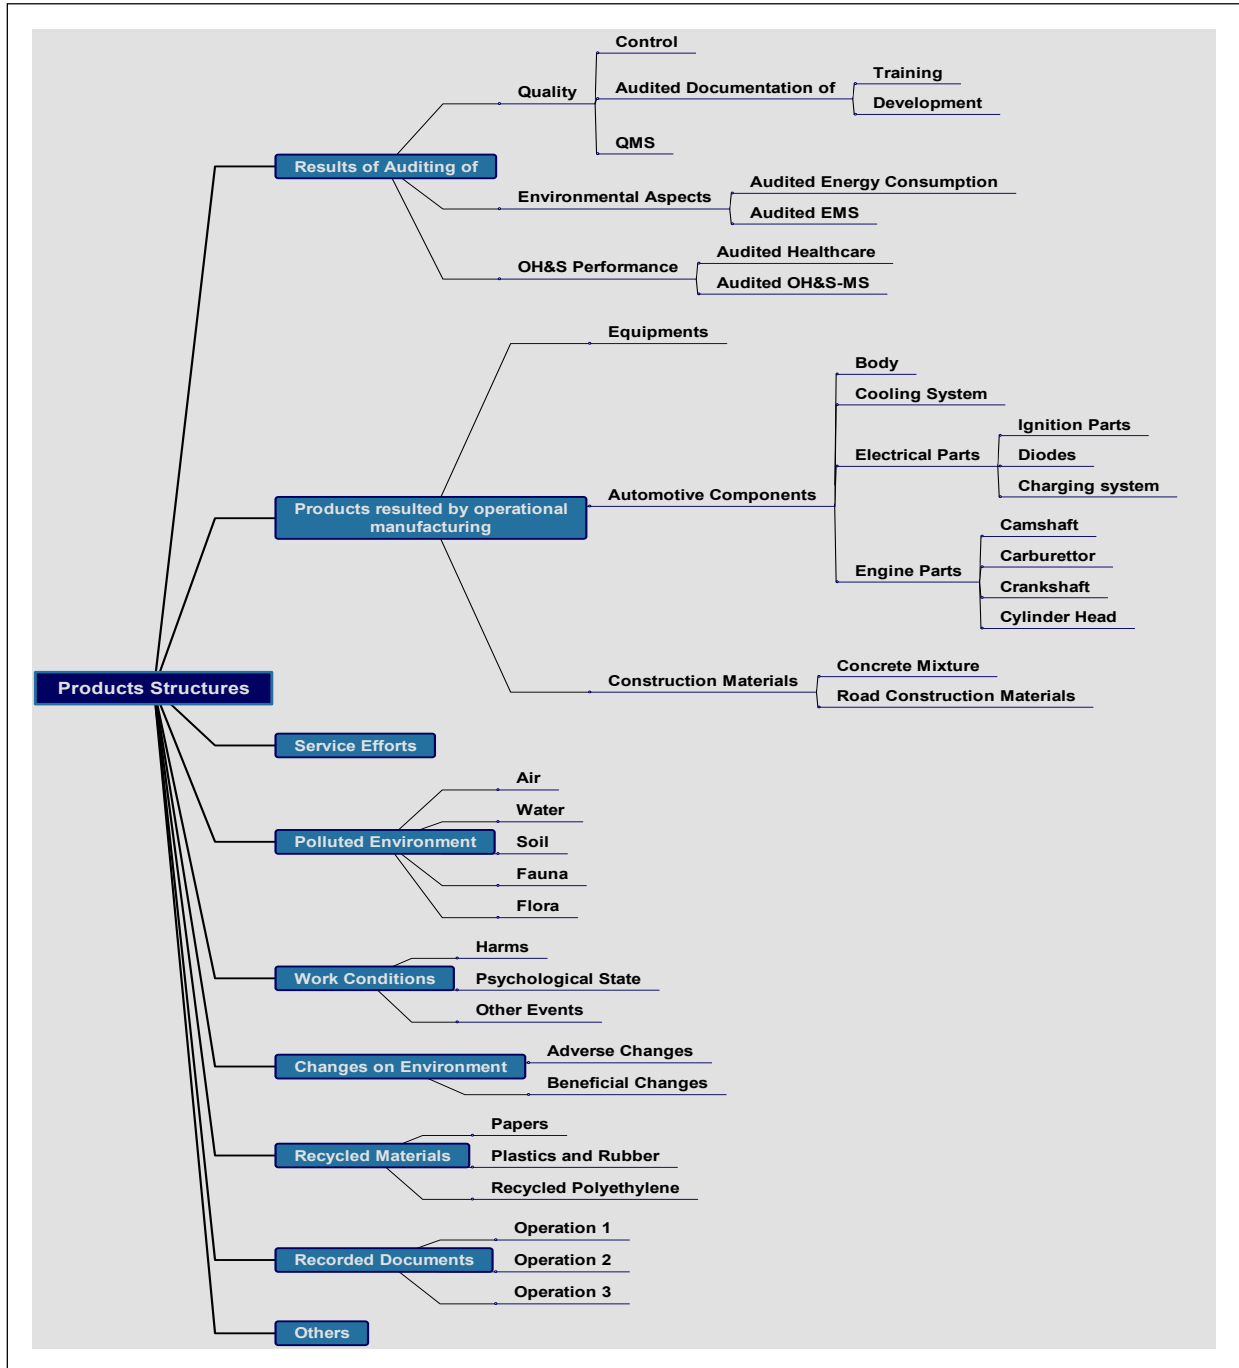 Products Structures
Results of Auditing of
Quality
Control
Audited Documentation of
Training
Development
QMS
Environmental Aspects
Audited Energy Consumption
Audited EMS
OH&S Performance
Audited Healthcare
Audited OH&S-MS
Products resulted by operational
manufacturing
Equipments
Automotive Components
Body
Cooling System
Electrical Parts
Ignition Parts
Diodes
Charging system
Engine Parts
Camshaft
Carburettor
Crankshaft
Cylinder Head
Construction Materials
Concrete Mixture
Road Construction Materials
Service Efforts
Polluted Environment
Air
Water
Soil
Fauna
Flora
Work Conditions
Harms
Psychological State
Other Events
Changes on Environment
Adverse Changes
Beneficial Changes
Recycled Materials
Papers
Plastics and Rubber
Recycled Polyethylene
Recorded Documents
Operation 1
Operation 2
Operation 3
Others